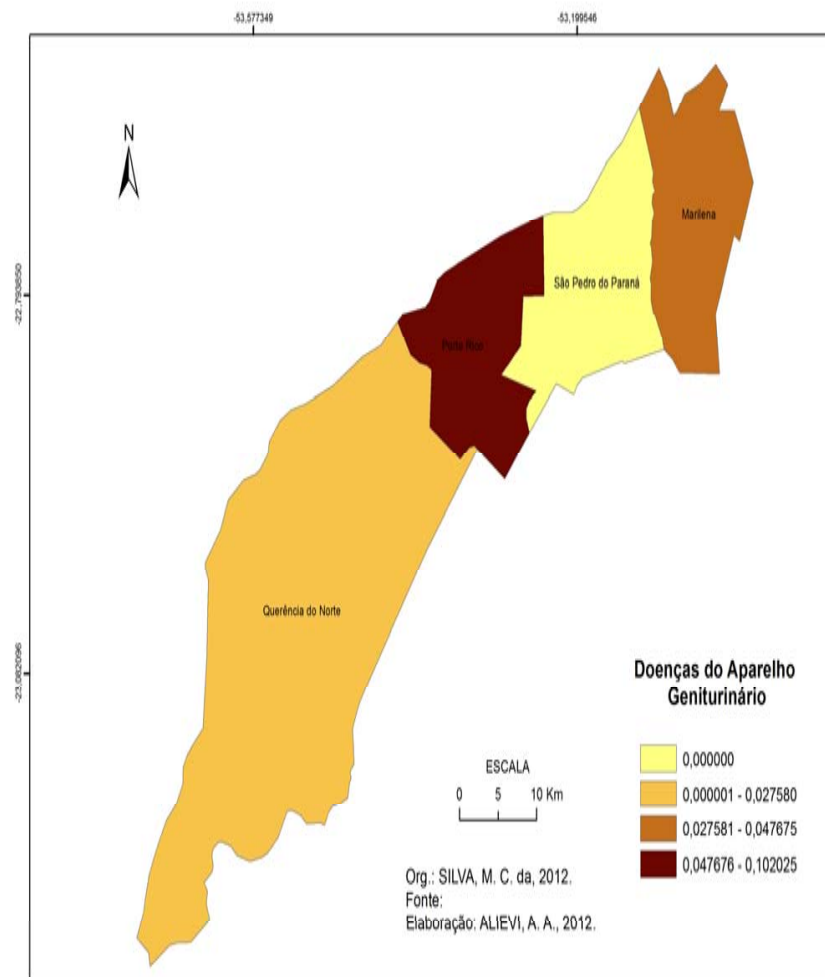 -53,577349
-53,199546
N
Marilena
-22,793850
São Pedro do Paraná
Porto Rico
Querência do Norte
-23,082096
Doenças do Aparelho
Geniturinário
ESCALA
0 5 10 Km
0,000000
0,000001 - 0,027580
0,027581 - 0,047675
0,047676 - 0,102025
Org.: SILVA, M. C. da, 2012.
Fonte:
Elaboração: ALIEVI, A. A., 2012.